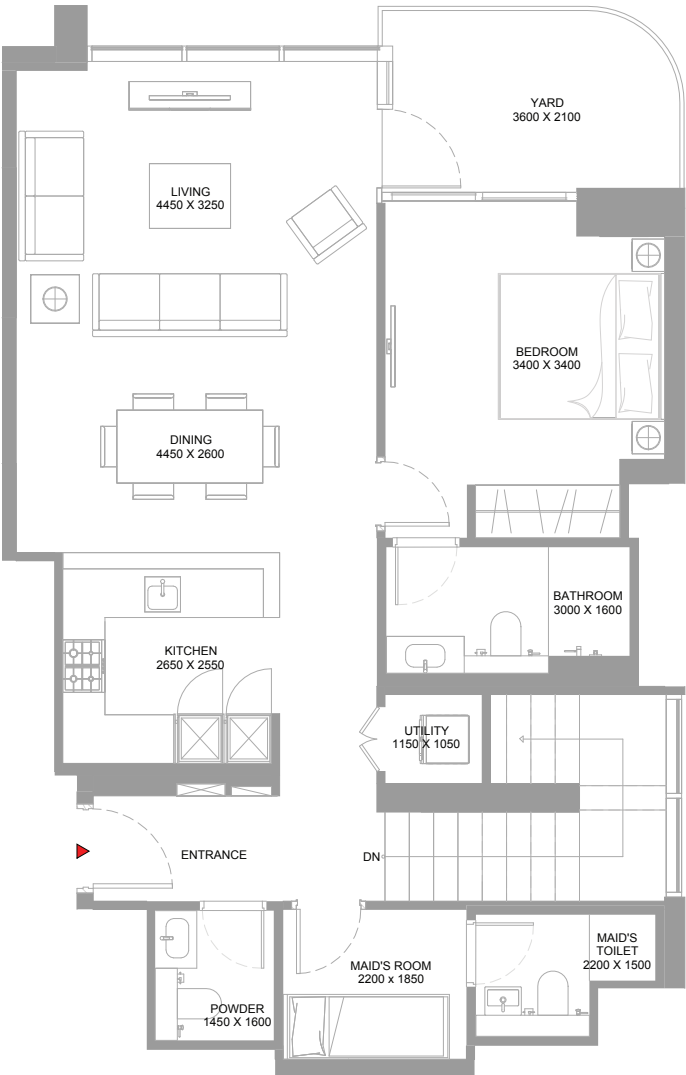 YARD
3600 X 2100
LIVING
4450 X 3250
BEDROOM
3400 X 3400
DINING
4450 X 2600
BATHROOM
3000 X 1600
KITCHEN
2650 X 2550
UTILITY
1150 X 1050
ENTRANCE
DN
MAID'S
TOILET
2200 X 1500
MAID'S ROOM
2200 x 1850
POWDER
1450 X 1600